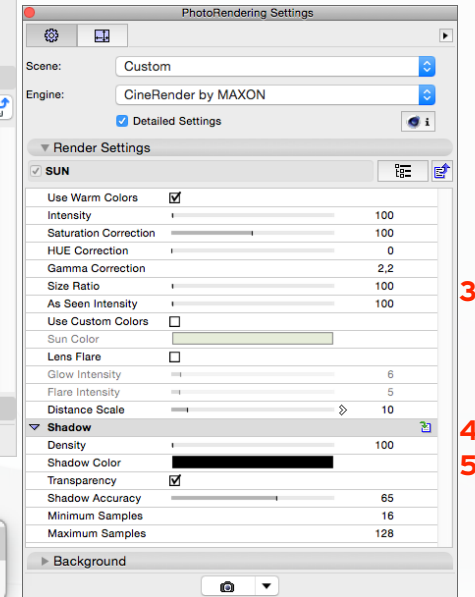 PhotoRendering Settings
Scene: Custom
Engine: CineRender by MAXON
Detailed Settings
i
Render Settings
SUN
Use Warm Colors
Intensity 100
Saturation Correction 100
HUE Correction 0
Gamma Correction 2,2
Size Ratio 100
3
As Seen Intensity 100
Use Custom Colors
Sun Color
Lens Flare
Glow Intensity 6
Flare Intensity 5
Distance Scale 10
Shadow
4
Density 100
Shadow Color
5
Transparency
Shadow Accuracy 65
Minimum Samples 16
Maximum Samples 128
Background